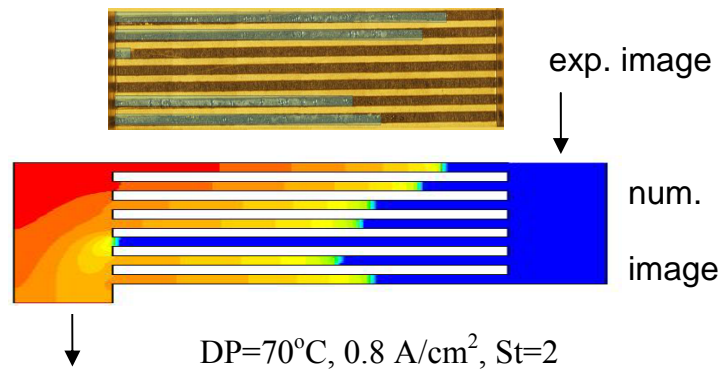 exp. image
num.
image
DP=70°C, 0.8 A/cm², St=2